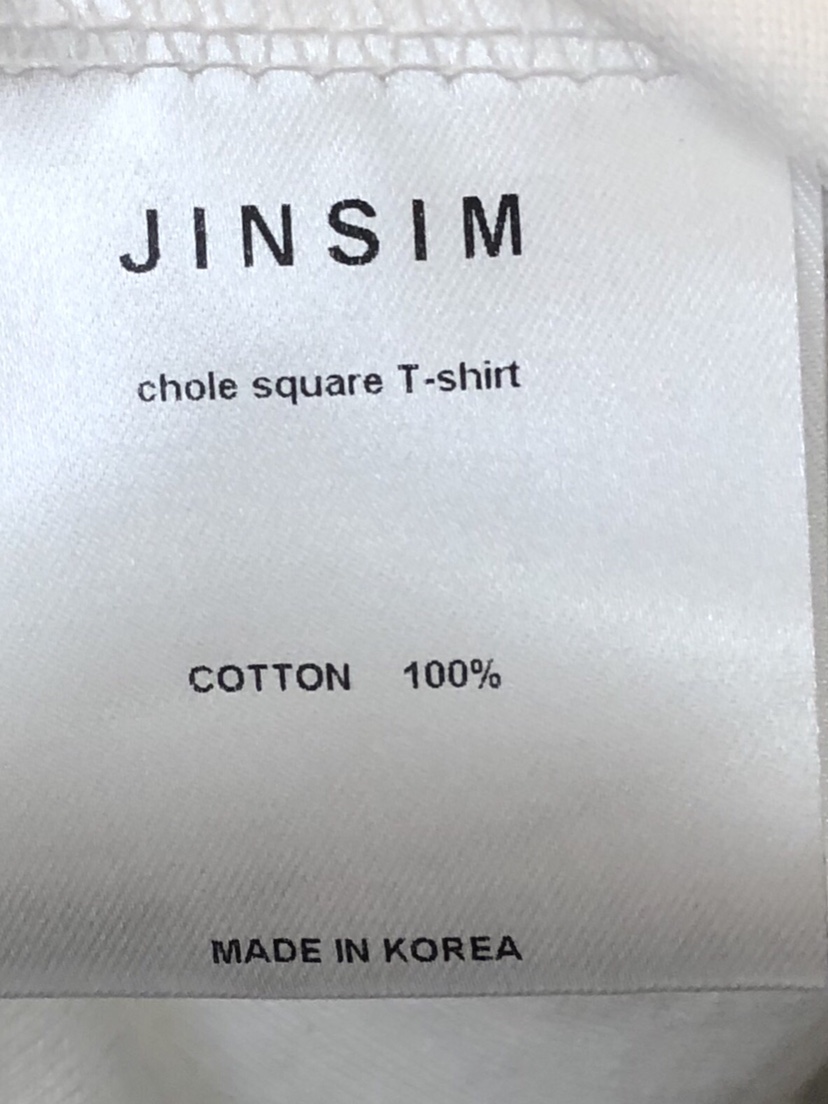 JINSIM
chole square T-shirt
COTTON 100%
MADE IN KOREA